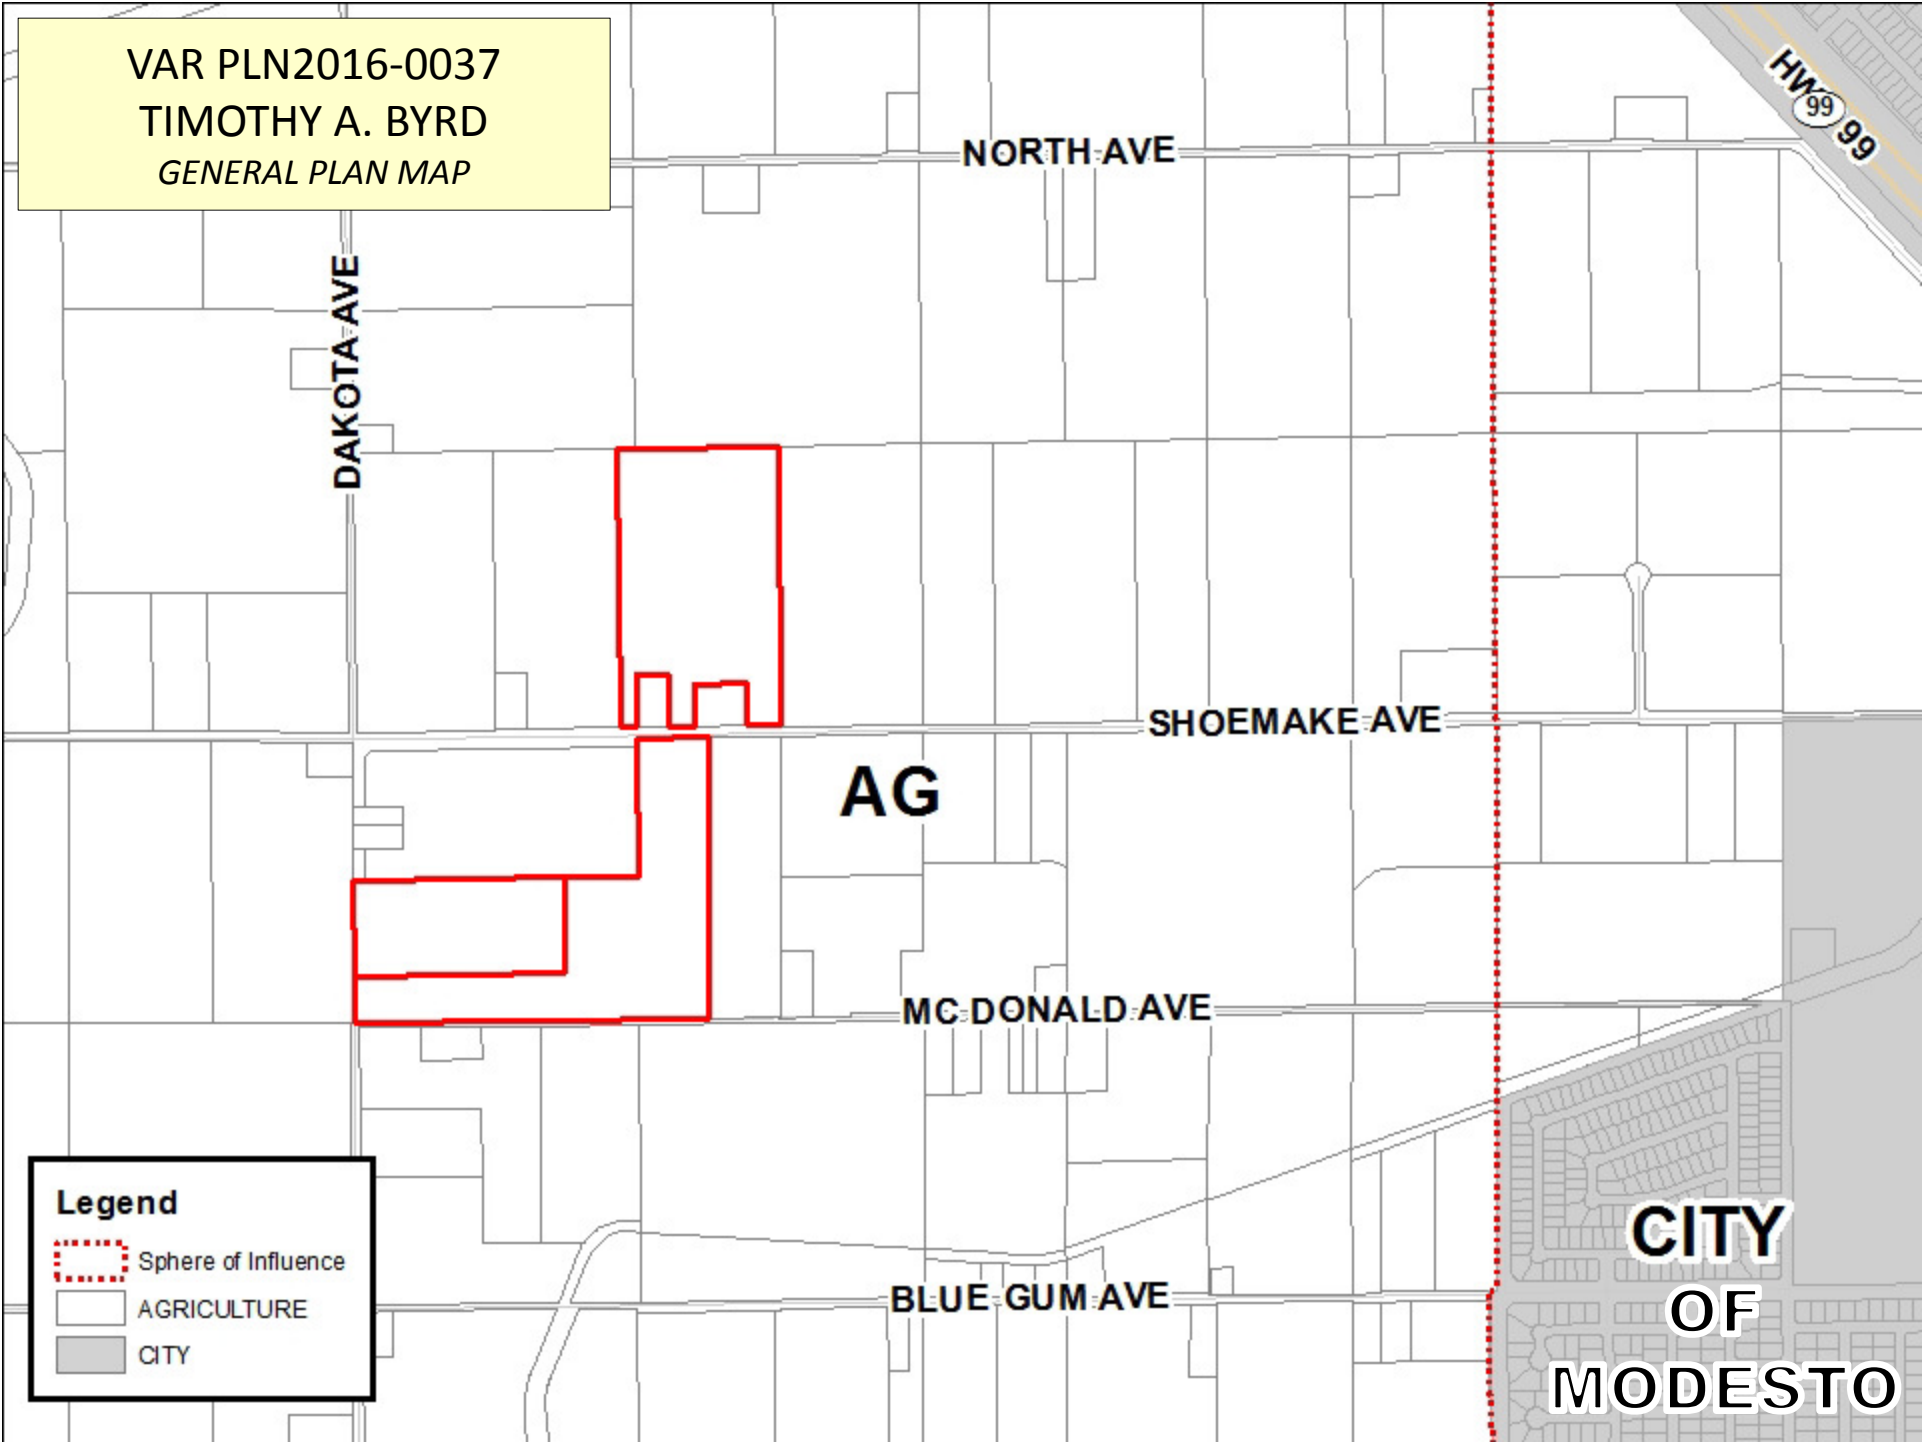 VAR PLN2016-0037
TIMOTHY A. BYRD
GENERAL PLAN MAP
HWY 99
99
NORTH AVE
DAKOTA AVE
SHOEMAKE AVE
AG
MC DONALD AVE
BLUE GUM AVE
CITY
OF
MODESTO
Legend
Sphere of Influence
AGRICULTURE
CITY